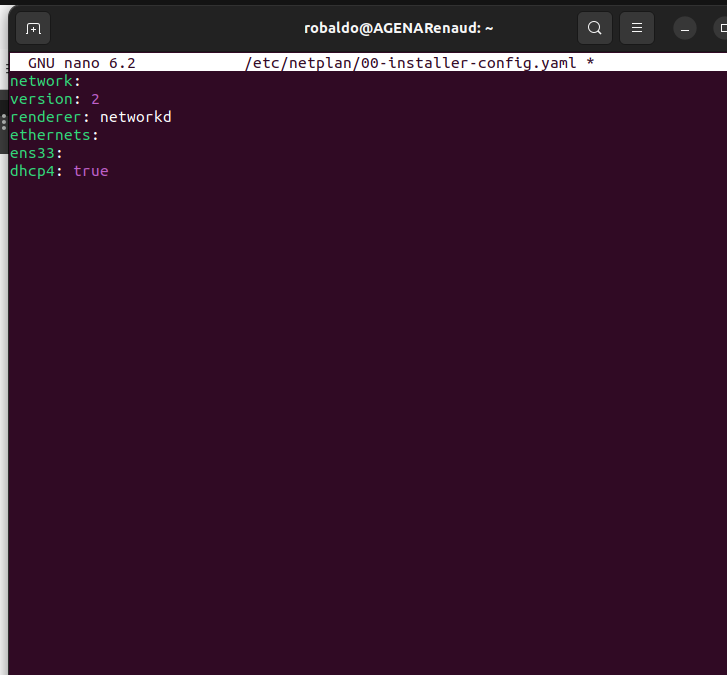 robaldo@AGENARenaud: ~
GNU nano 6.2 /etc/netplan/00-installer-config.yaml *
network:
version: 2
renderer: networkd
ethernets:
ens33:
dhcp4: true